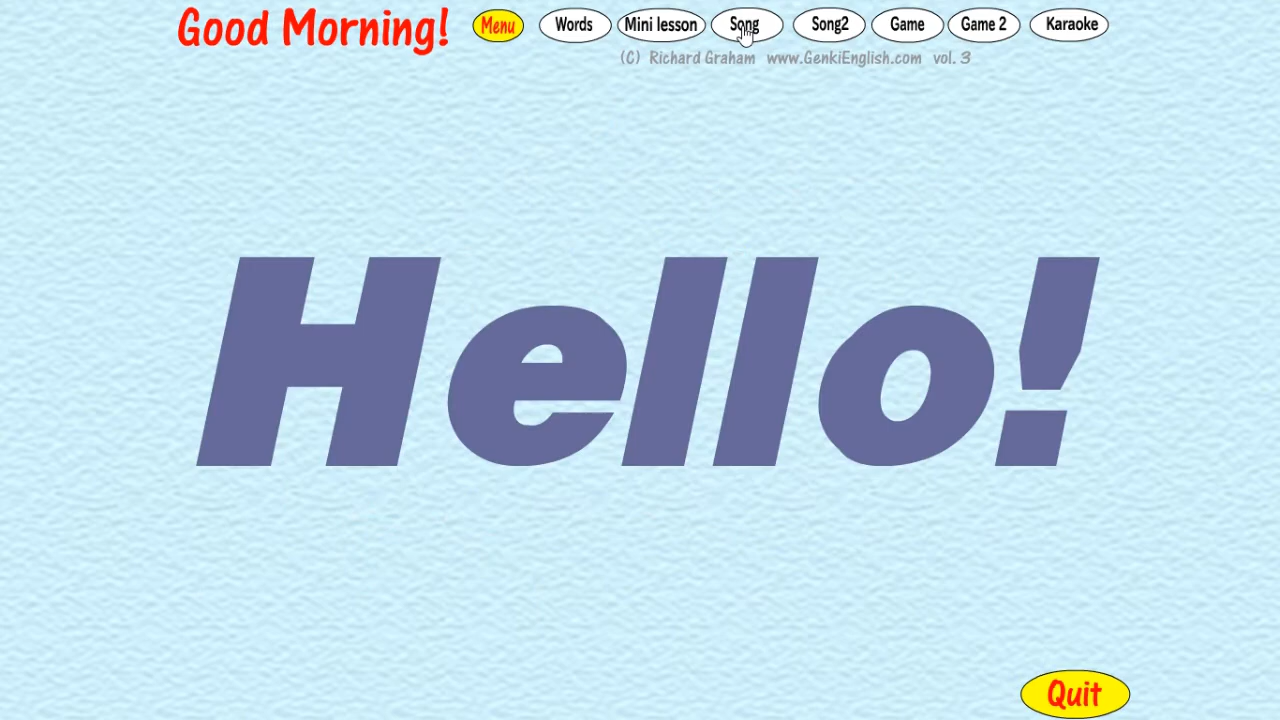 Good Morning! Menu Words Mini lesson Song Song2 Game Game 2 Karaoke
(C) Richard Graham www.GenkiEnglish.com vol. 3
Hello!
Quit